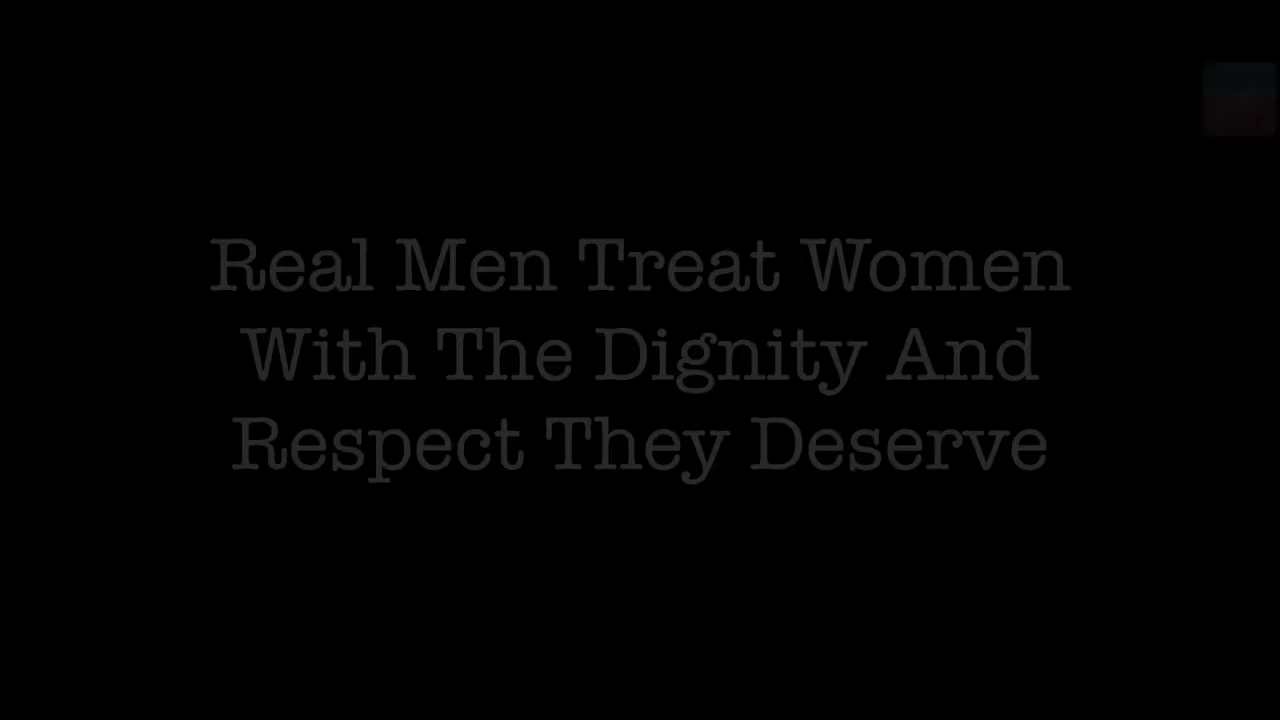 Real Men Treat Women
With The Dignity And
Respect They Deserve